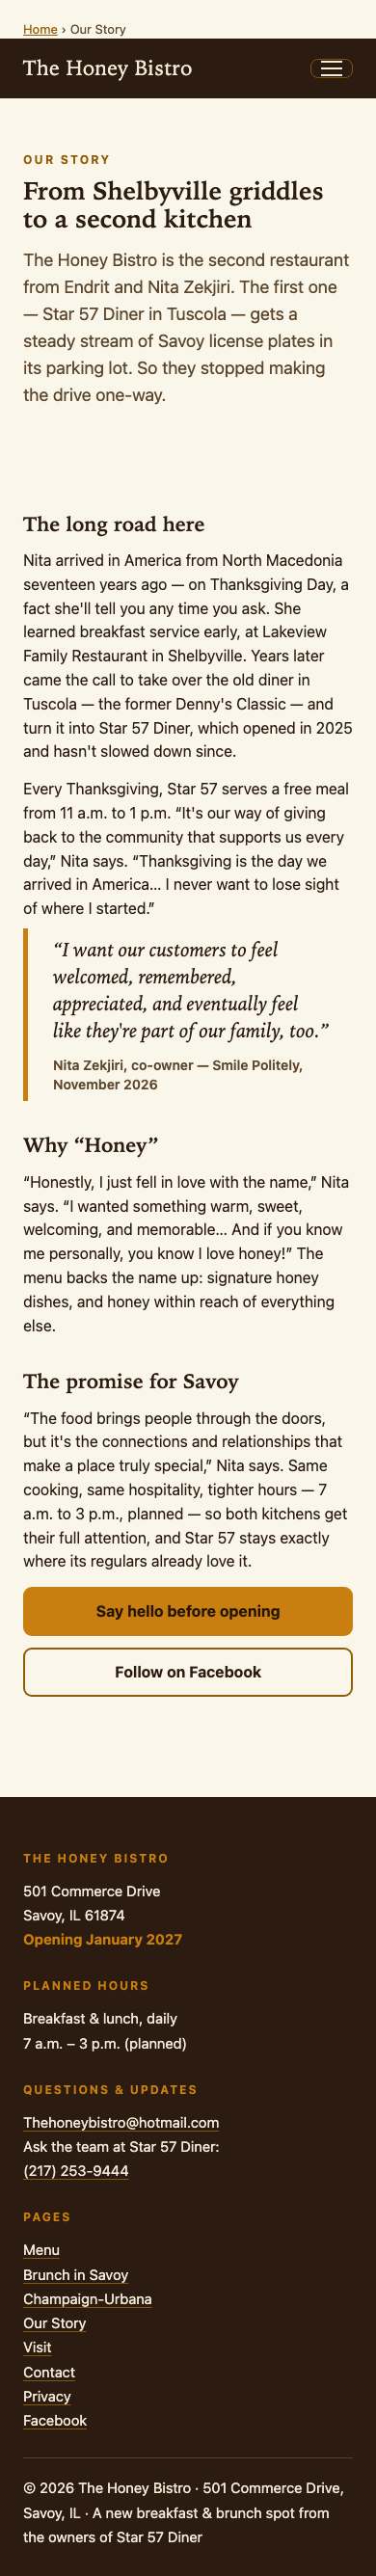 Home › Our Story
The Honey Bistro
OUR STORY
From Shelbyville griddles
to a second kitchen
The Honey Bistro is the second restaurant
from Endrit and Nita Zekjiri. The first one
— Star 57 Diner in Tuscola — gets a
steady stream of Savoy license plates in
its parking lot. So they stopped making
the drive one-way.
The long road here
Nita arrived in America from North Macedonia
seventeen years ago — on Thanksgiving Day, a
fact she'll tell you any time you ask. She
learned breakfast service early, at Lakeview
Family Restaurant in Shelbyville. Years later
came the call to take over the old diner in
Tuscola — the former Denny's Classic — and
turn it into Star 57 Diner, which opened in 2025
and hasn't slowed down since.
Every Thanksgiving, Star 57 serves a free meal
from 11 a.m. to 1 p.m. “It's our way of giving
back to the community that supports us every
day,” Nita says. “Thanksgiving is the day we
arrived in America... I never want to lose sight
of where I started.”
“I want our customers to feel
welcomed, remembered,
appreciated, and eventually feel
like they're part of our family, too.”
Nita Zekjiri, co-owner — Smile Politely,
November 2026
Why “Honey”
“Honestly, I just fell in love with the name,” Nita
says. “I wanted something warm, sweet,
welcoming, and memorable... And if you know
me personally, you know I love honey!” The
menu backs the name up: signature honey
dishes, and honey within reach of everything
else.
The promise for Savoy
“The food brings people through the doors,
but it's the connections and relationships that
make a place truly special,” Nita says. Same
cooking, same hospitality, tighter hours — 7
a.m. to 3 p.m., planned — so both kitchens get
their full attention, and Star 57 stays exactly
where its regulars already love it.
Say hello before opening
Follow on Facebook
THE HONEY BISTRO
501 Commerce Drive
Savoy, IL 61874
Opening January 2027
PLANNED HOURS
Breakfast & lunch, daily
7 a.m. – 3 p.m. (planned)
QUESTIONS & UPDATES
Thehoneybistro@hotmail.com
Ask the team at Star 57 Diner:
(217) 253-9444
PAGES
Menu
Brunch in Savoy
Champaign-Urbana
Our Story
Visit
Contact
Privacy
Facebook
© 2026 The Honey Bistro · 501 Commerce Drive,
Savoy, IL · A new breakfast & brunch spot from
the owners of Star 57 Diner